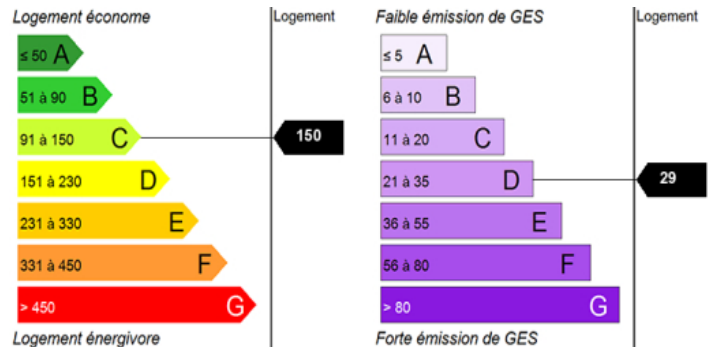 Logement économe
Logement
≤ 50 A
51 à 90 B
91 à 150 C
150
151 à 230 D
231 à 330 E
331 à 450 F
> 450 G
Logement énergivore
Faible émission de GES
Logement
≤ 5 A
6 à 10 B
11 à 20 C
21 à 35 D
29
36 à 55 E
56 à 80 F
> 80 G
Forte émission de GES